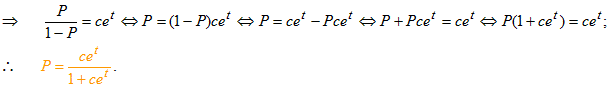 ⇒ P/(1−P) = ce^t ⇔ P = (1−P)ce^t ⇔ P = ce^t − Pce^t ⇔ P + Pce^t = ce^t ⇔ P(1+ce^t) = ce^t;
∴ P = ce^t/(1+ce^t).